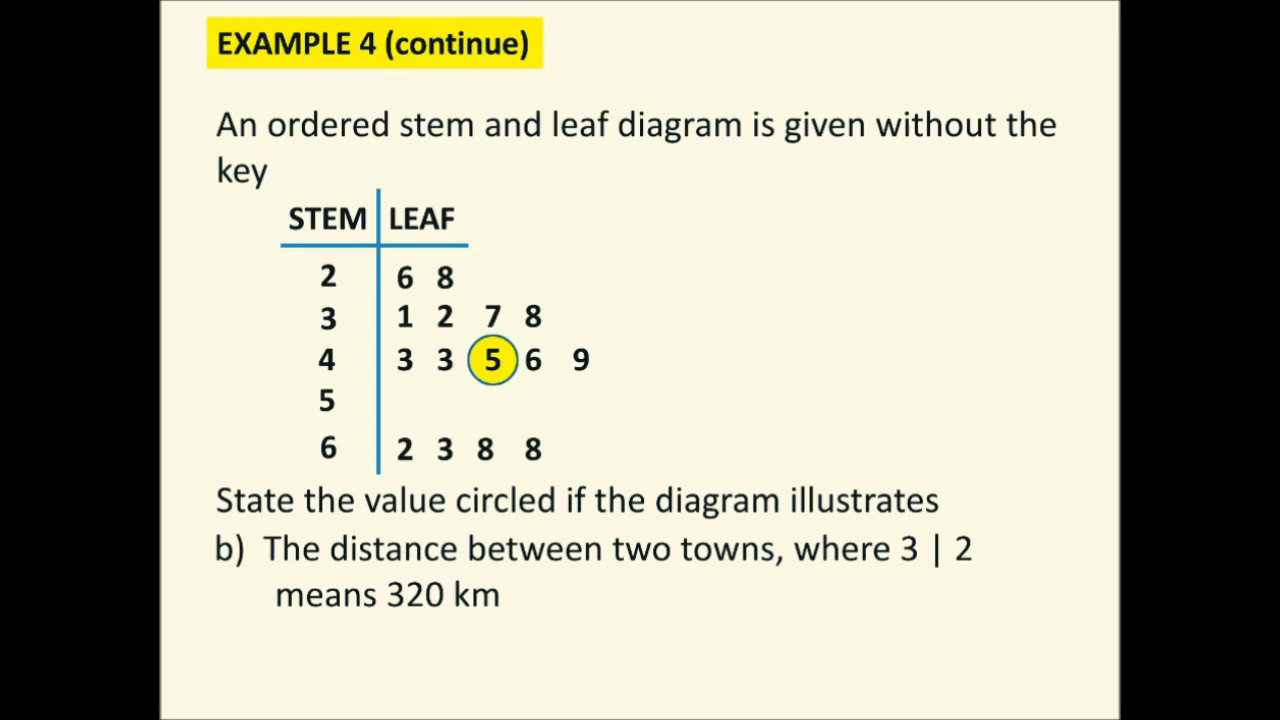 EXAMPLE 4 (continue)
An ordered stem and leaf diagram is given without the
key
STEM LEAF
2 6 8
3 1 2 7 8
4 3 3 5 6 9
5
6 2 3 8 8
State the value circled if the diagram illustrates
b) The distance between two towns, where 3 | 2
means 320 km